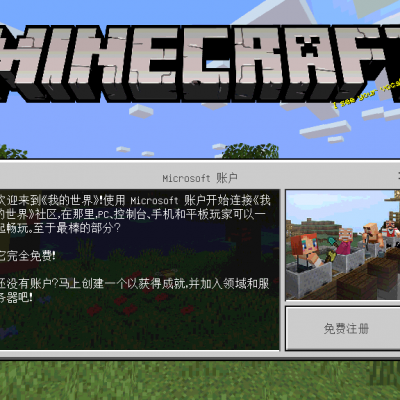 MINECRAFT
I see your voca
Microsoft 账户
欢迎来到《我的世界》!使用 Microsoft 账户开始连接《我
的世界》社区,在那里,PC、控制台、手机和平板玩家可以一
起畅玩。至于最棒的部分?
它完全免费!
还没有账户?马上创建一个以获得成就,并加入领域和服
务器吧!
免费注册